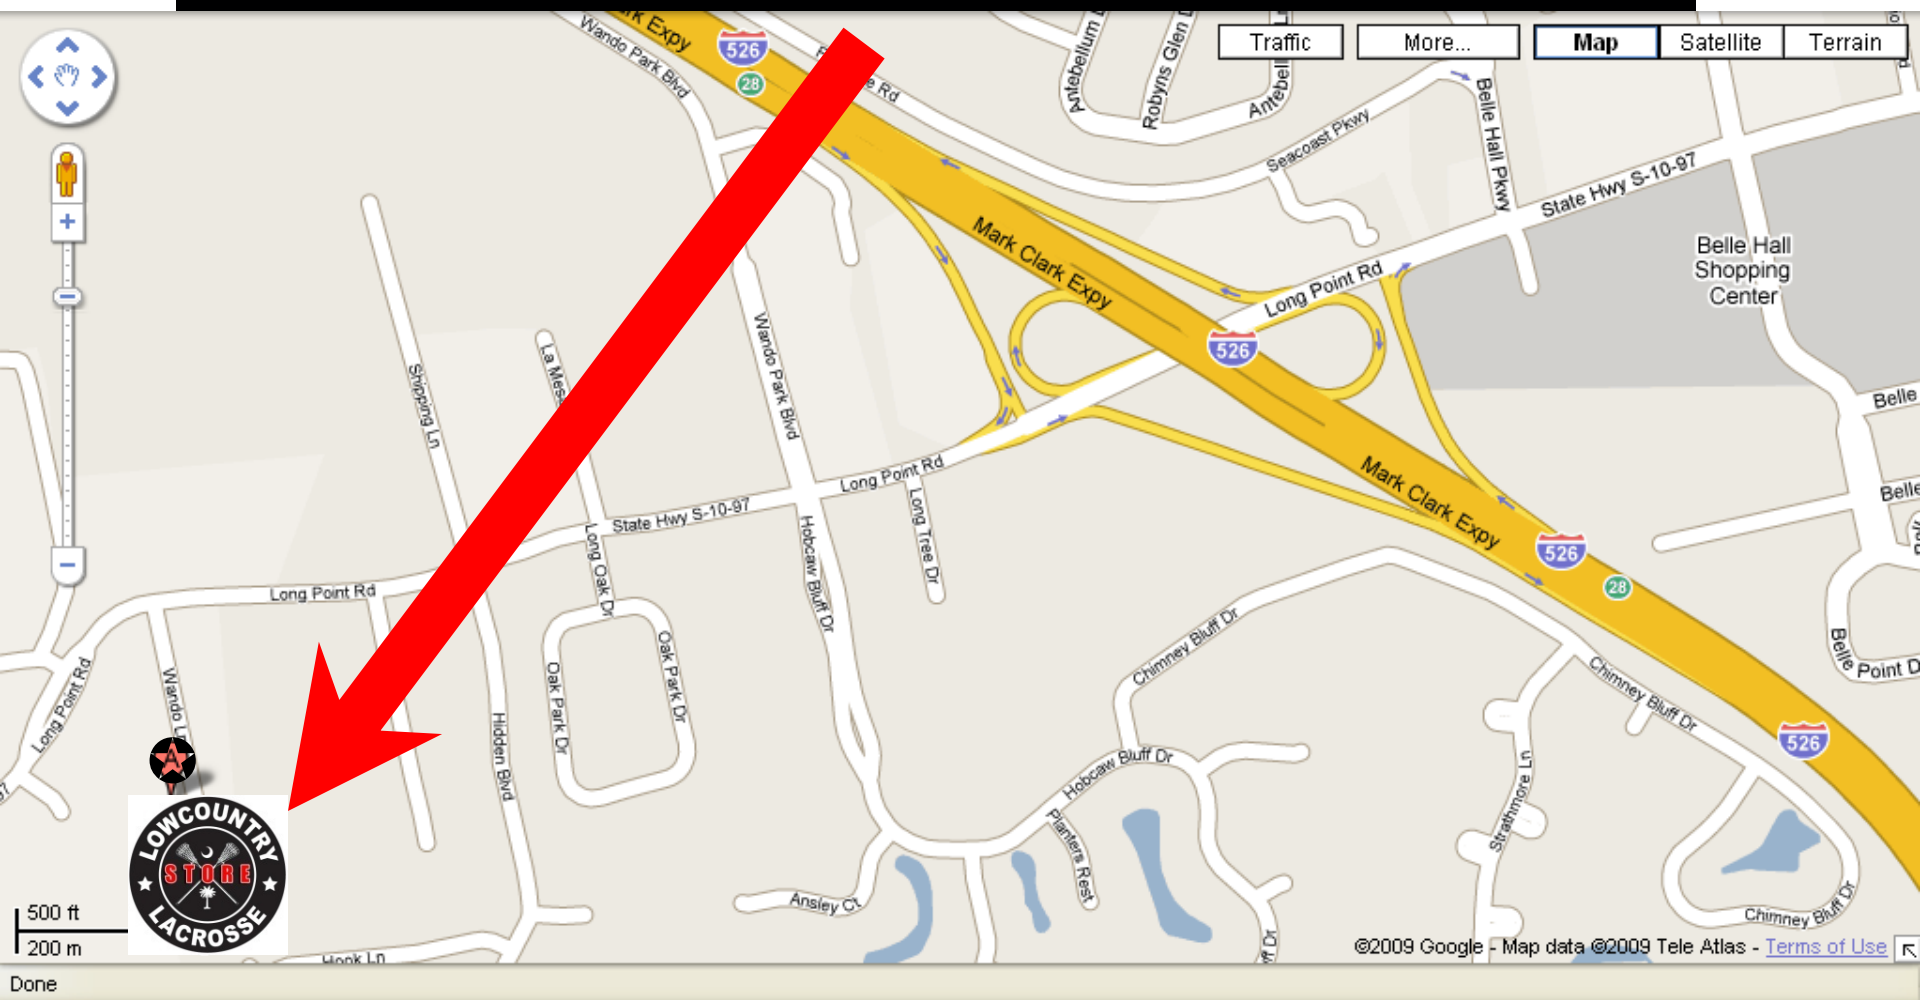 Traffic
More...
Map
Satellite
Terrain
Expy
526
28
Wando Park Blvd
Rd
Antebellum
Robyns Glen
Seacoast Pkwy
Belle Hall Pkwy
State Hwy S-10-97
Belle Hall
Shopping
Center
Mark Clark Expy
Long Point Rd
526
Wando Park Blvd
Shipping Ln
La Mesa
Belle
Long Point Rd
State Hwy S-10-97
Long Tree Dr
Hobcaw Bluff Dr
Long Oak Dr
Mark Clark Expy
526
28
Belle
Long Point Rd
Oak Park Dr
Oak Park Dr
Chimney Bluff Dr
Belle Point D
Chimney Bluff Dr
Long Point Rd
Wando L
Hidden Blvd
526
A
Hobcaw Bluff Dr
Strathmore Ln
Planters Rest
LOWCOUNTRY
STORE
LACROSSE
Ansley Ct
Chimney Bluff Dr
500 ft
200 m
Honk Ln
Dr
©2009 Google - Map data ©2009 Tele Atlas - Terms of Use
Done